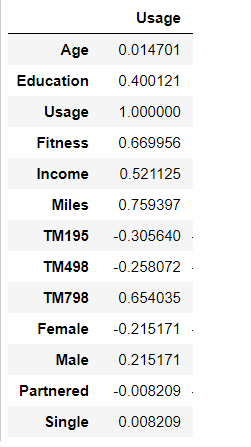 Usage
Age 0.014701
Education 0.400121
Usage 1.000000
Fitness 0.669956
Income 0.521125
Miles 0.759397
TM195 -0.305640
TM498 -0.258072
TM798 0.654035
Female -0.215171
Male 0.215171
Partnered -0.008209
Single 0.008209